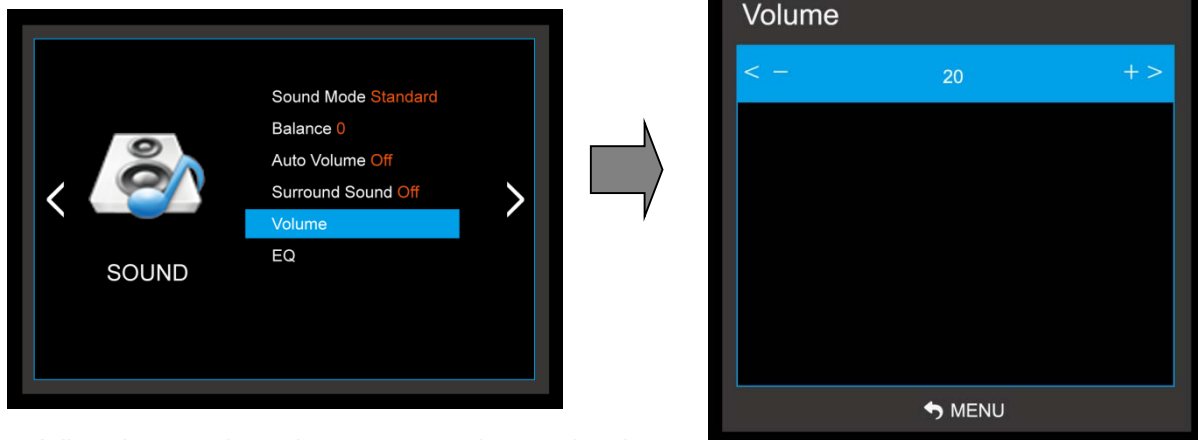 Sound Mode Standard
Balance 0
Auto Volume Off
Surround Sound Off
Volume
EQ
SOUND
Volume
< − 20 + >
MENU